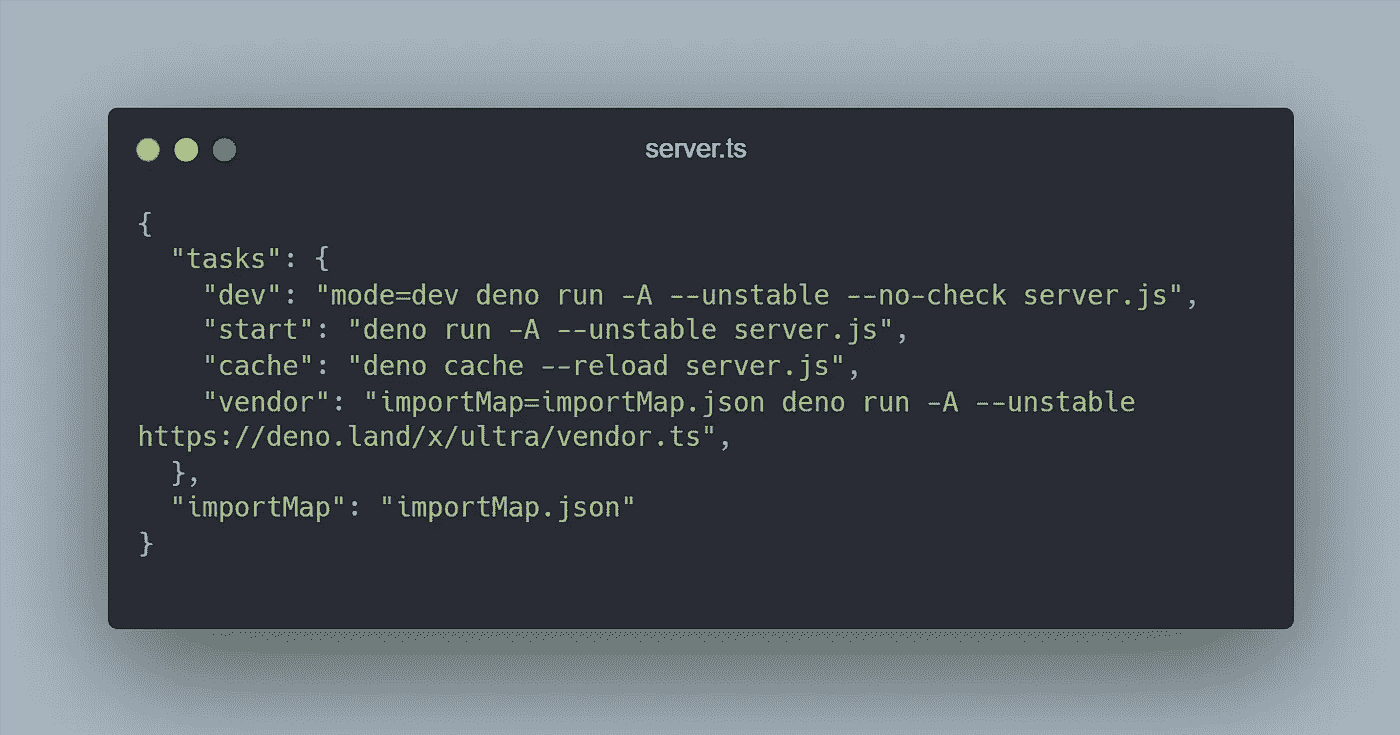 server.ts
{
  "tasks": {
    "dev": "mode=dev deno run -A --unstable --no-check server.js",
    "start": "deno run -A --unstable server.js",
    "cache": "deno cache --reload server.js",
    "vendor": "importMap=importMap.json deno run -A --unstable
https://deno.land/x/ultra/vendor.ts",
  },
  "importMap": "importMap.json"
}